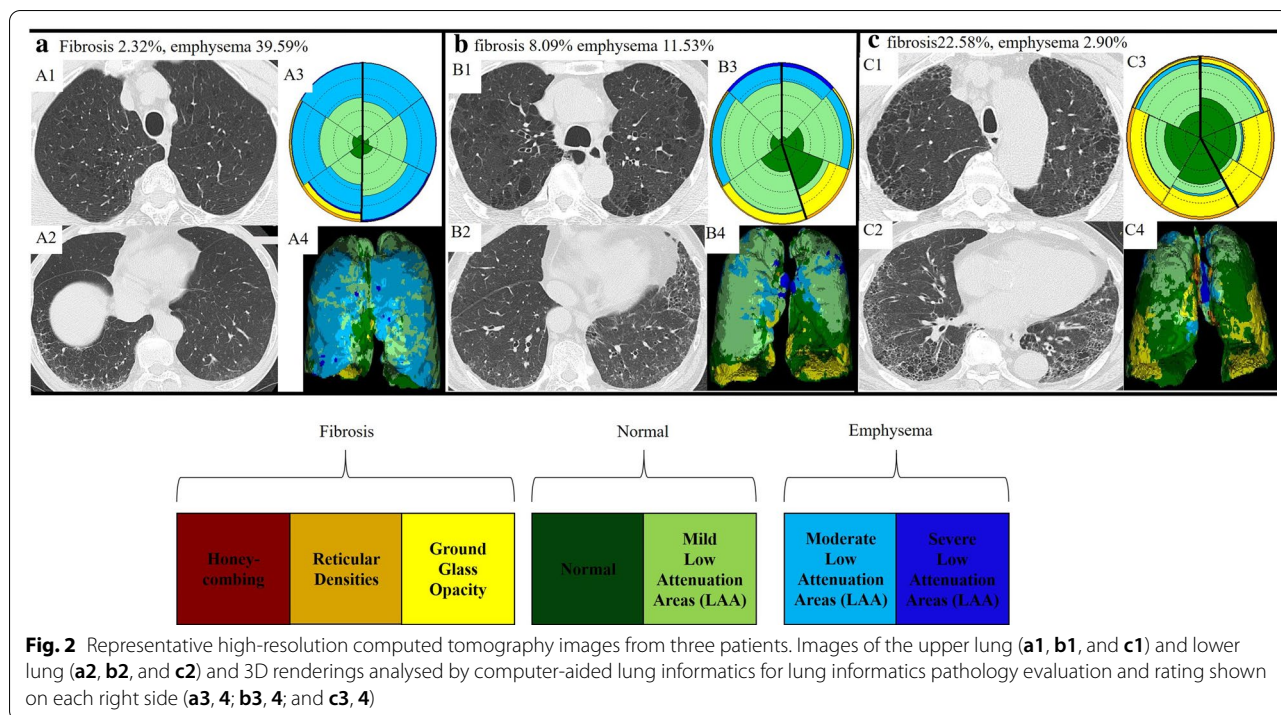 a Fibrosis 2.32%, emphysema 39.59%
A1
A3
A2
A4
b fibrosis 8.09% emphysema 11.53%
B1
B3
B2
B4
c fibrosis22.58%, emphysema 2.90%
C1
C3
C2
C4
Fibrosis
Normal
Emphysema
Honey-
combing
Reticular
Densities
Ground
Glass
Opacity
Normal
Mild
Low
Attenuation
Areas (LAA)
Moderate
Low
Attenuation
Areas (LAA)
Severe
Low
Attenuation
Areas (LAA)
Fig. 2 Representative high-resolution computed tomography images from three patients. Images of the upper lung (a1, b1, and c1) and lower
lung (a2, b2, and c2) and 3D renderings analysed by computer-aided lung informatics for lung informatics pathology evaluation and rating shown
on each right side (a3, 4; b3, 4; and c3, 4)